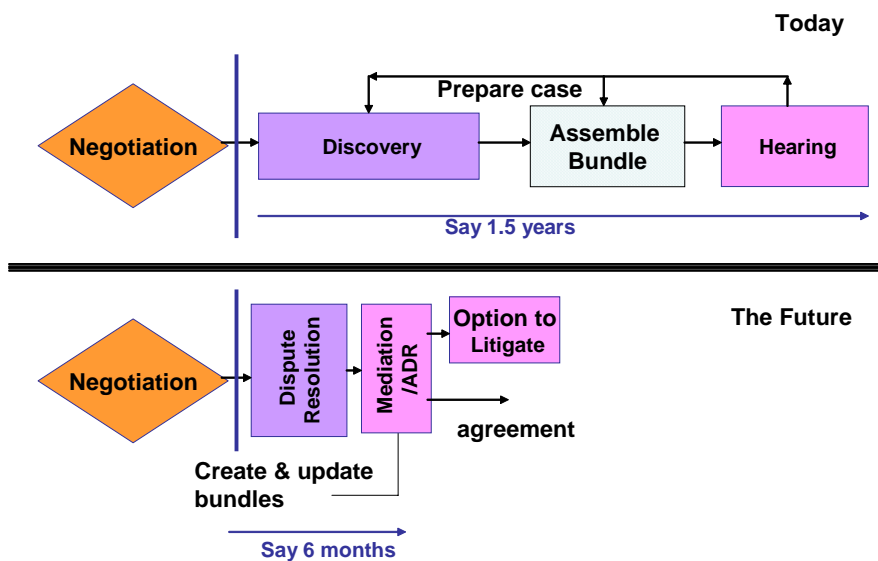 Today
Prepare case
Negotiation
Discovery
Assemble
Bundle
Hearing
Say 1.5 years
The Future
Negotiation
Dispute
Resolution
Mediation
/ADR
Option to
Litigate
agreement
Create & update
bundles
Say 6 months